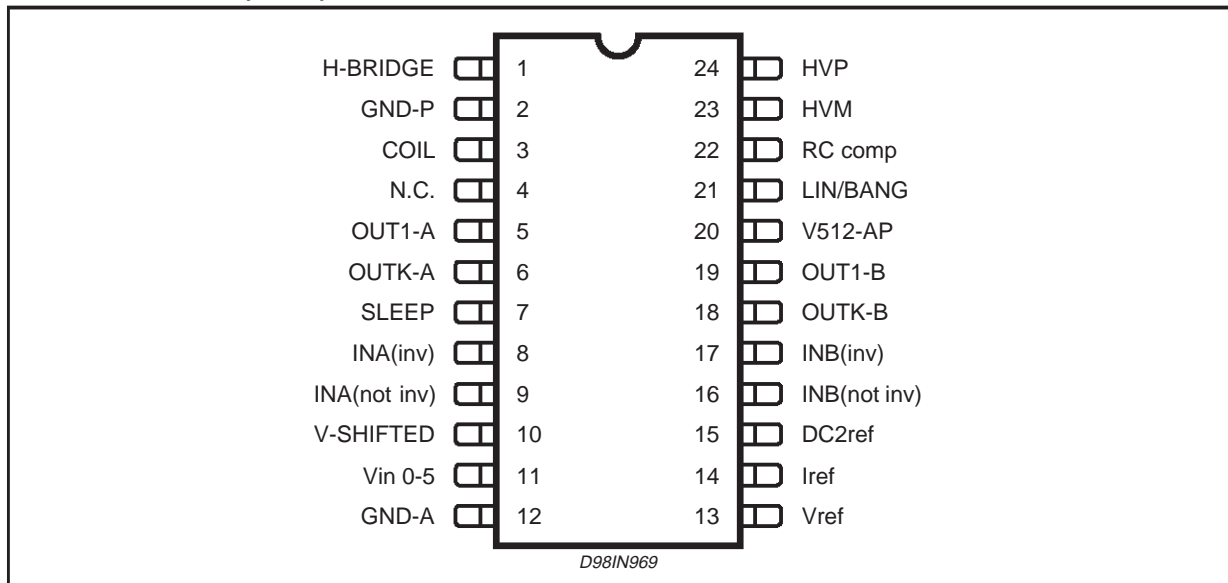 H-BRIDGE 1 24 HVP
GND-P 2 23 HVM
COIL 3 22 RC comp
N.C. 4 21 LIN/BANG
OUT1-A 5 20 V512-AP
OUTK-A 6 19 OUT1-B
SLEEP 7 18 OUTK-B
INA(inv) 8 17 INB(inv)
INA(not inv) 9 16 INB(not inv)
V-SHIFTED 10 15 DC2ref
Vin 0-5 11 14 Iref
GND-A 12 13 Vref
D98IN969